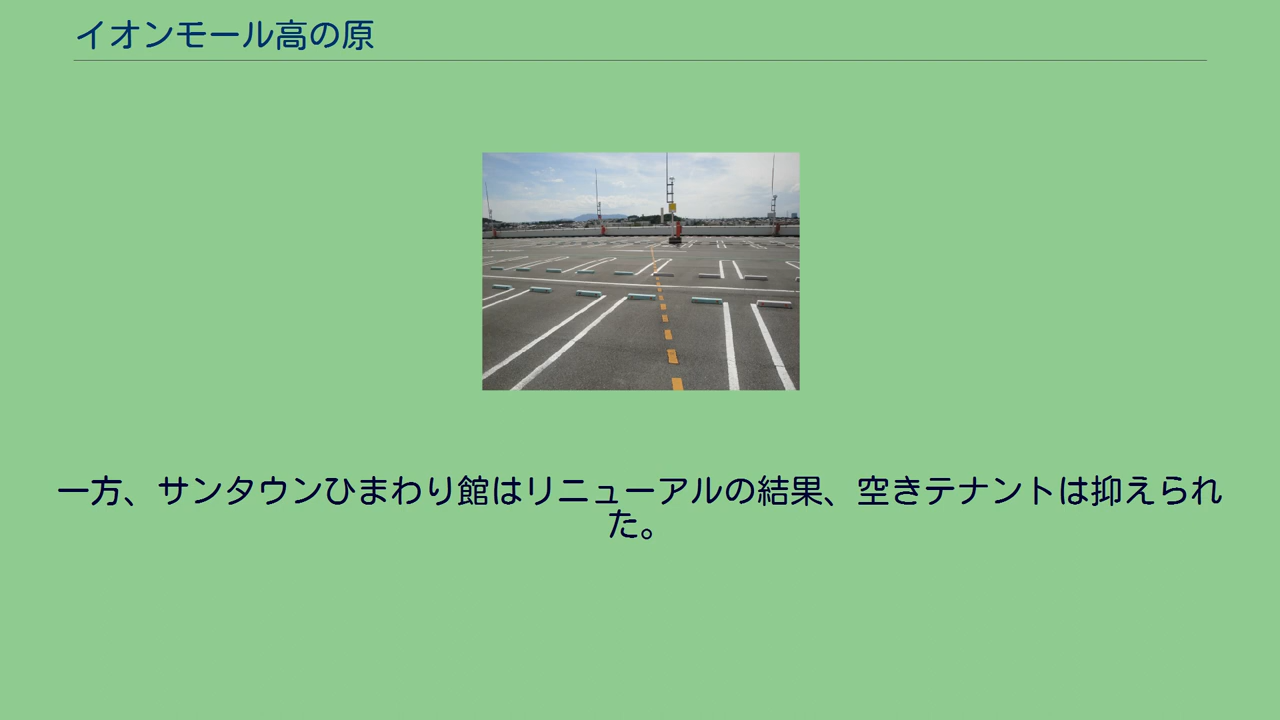 イオンモール高の原
一方、サンタウンひまわり館はリニューアルの結果、空きテナントは抑えられ
た。